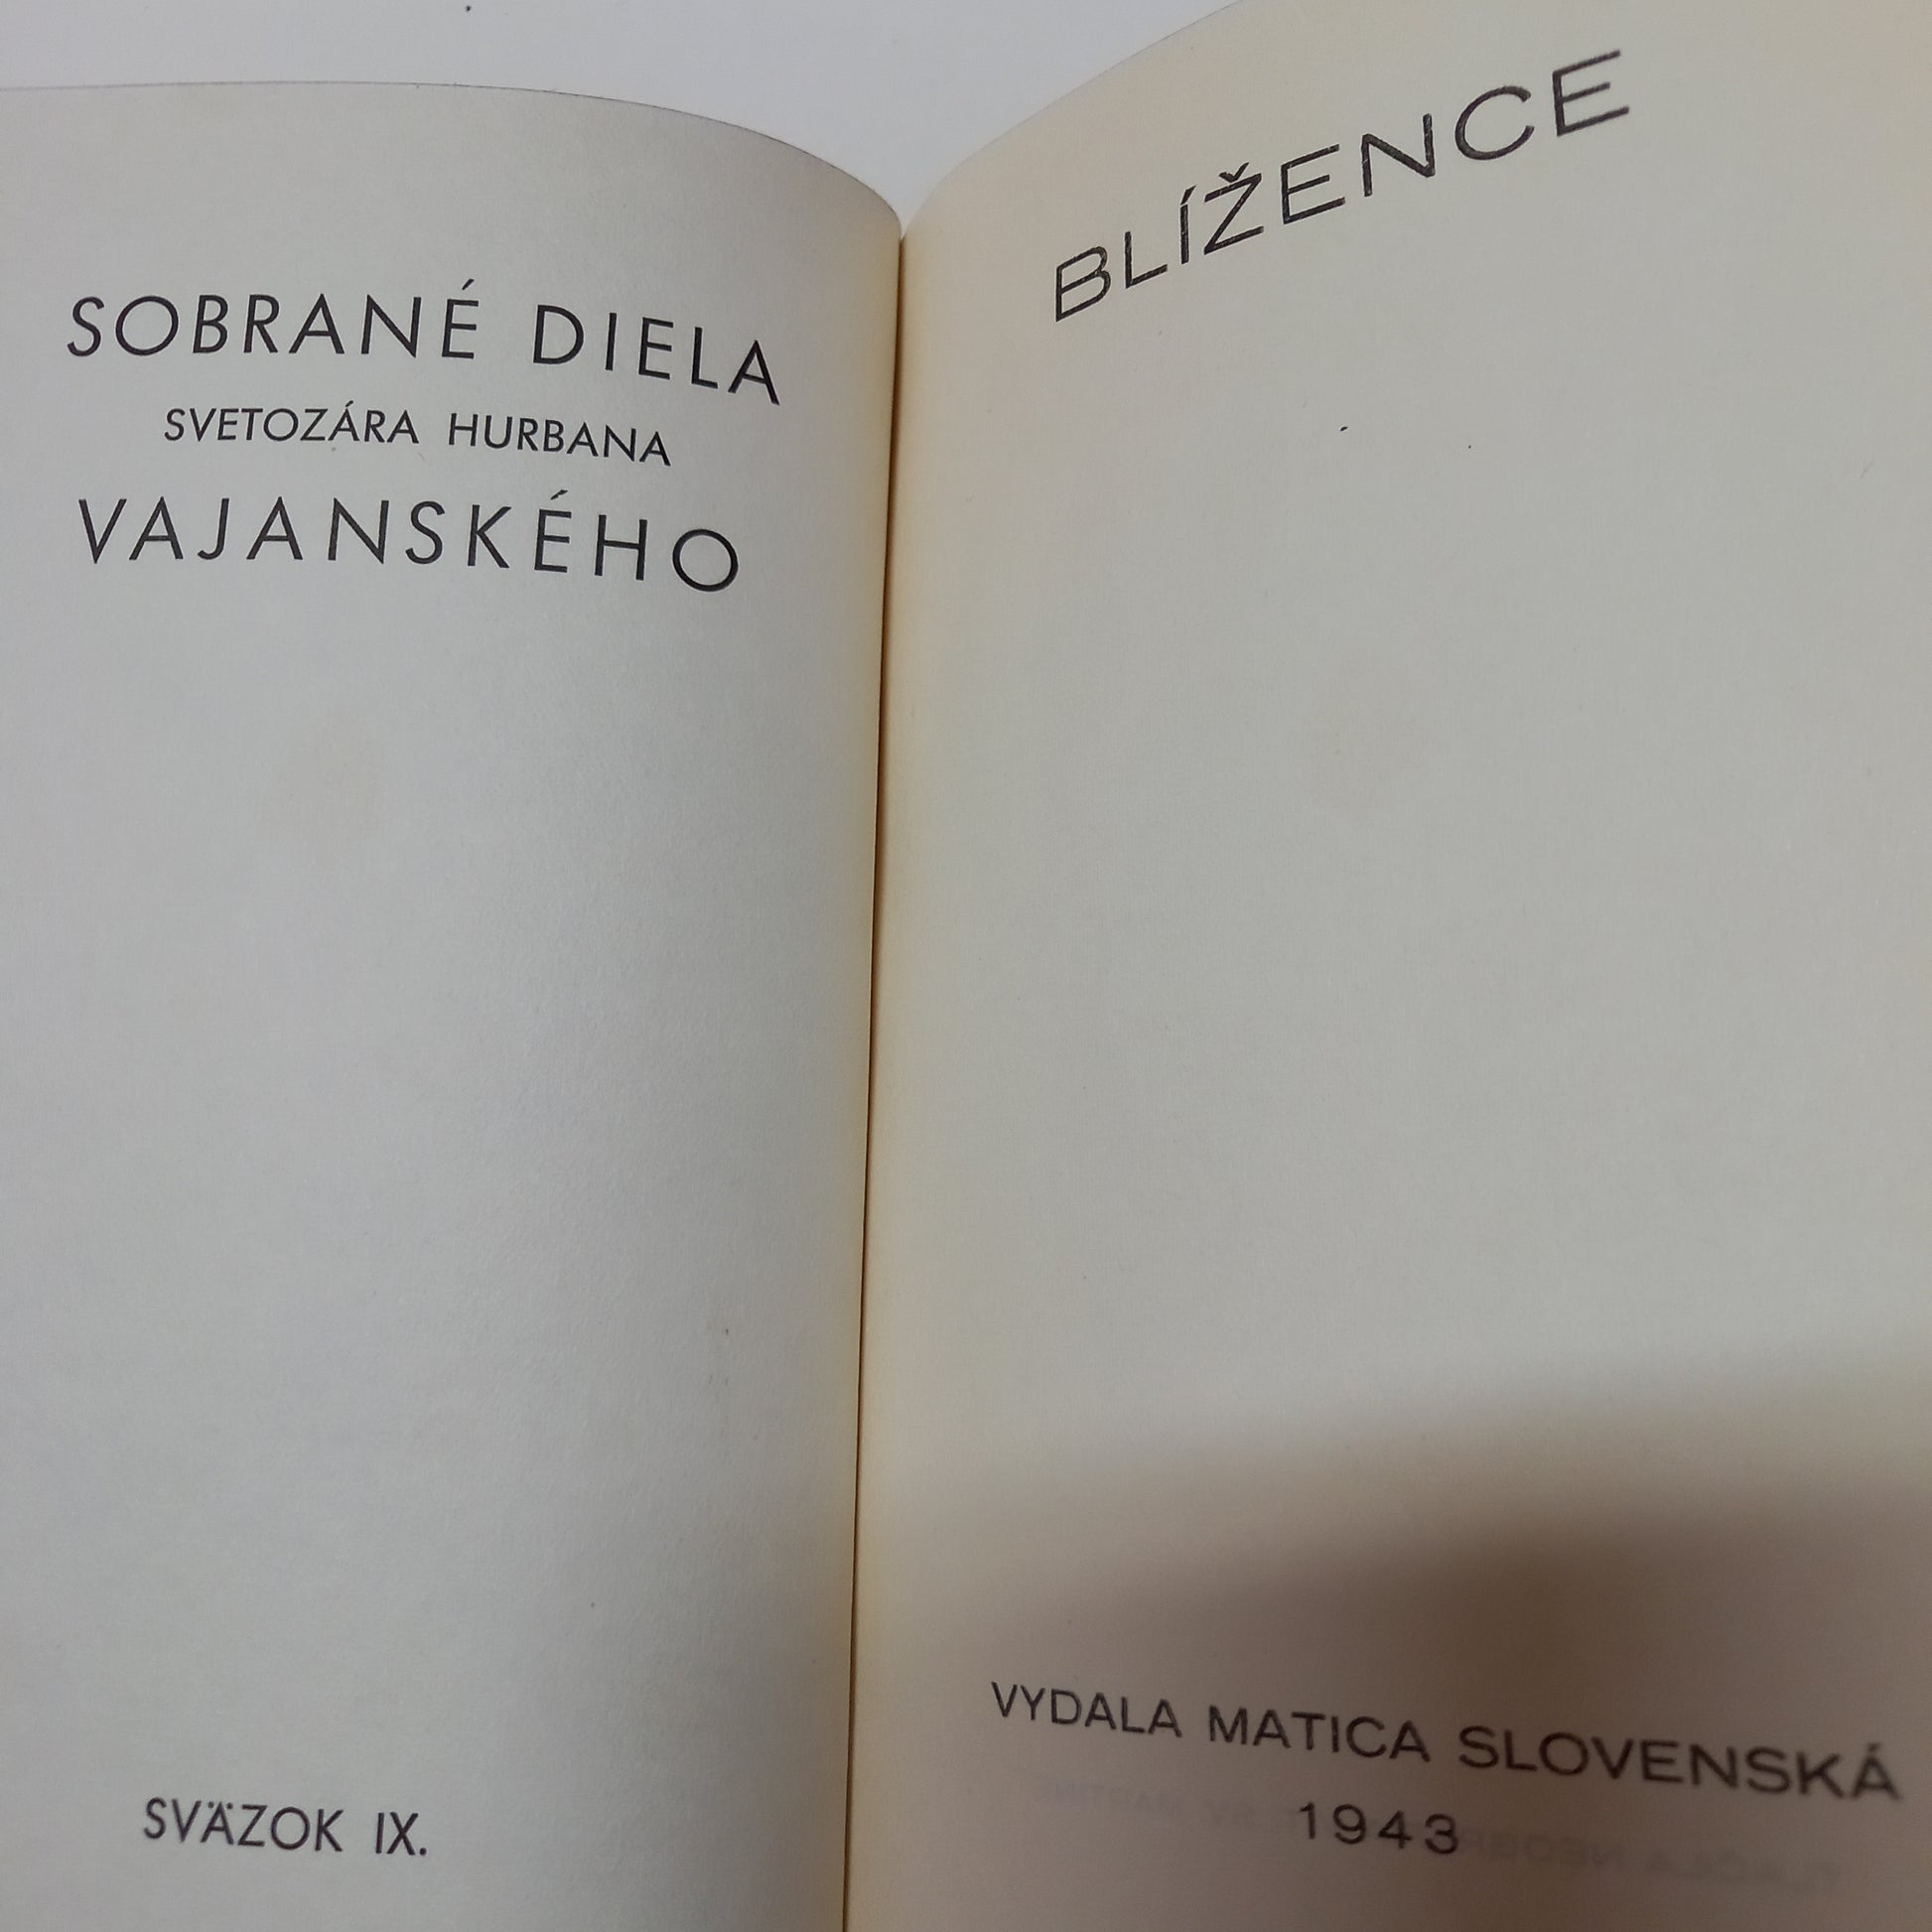 SOBRANÉ DIELA
SVETOZÁRA HURBANA
VAJANSKÉHO
SVÄZOK IX.
BLÍŽENCE
VYDALA MATICA SLOVENSKÁ
1943